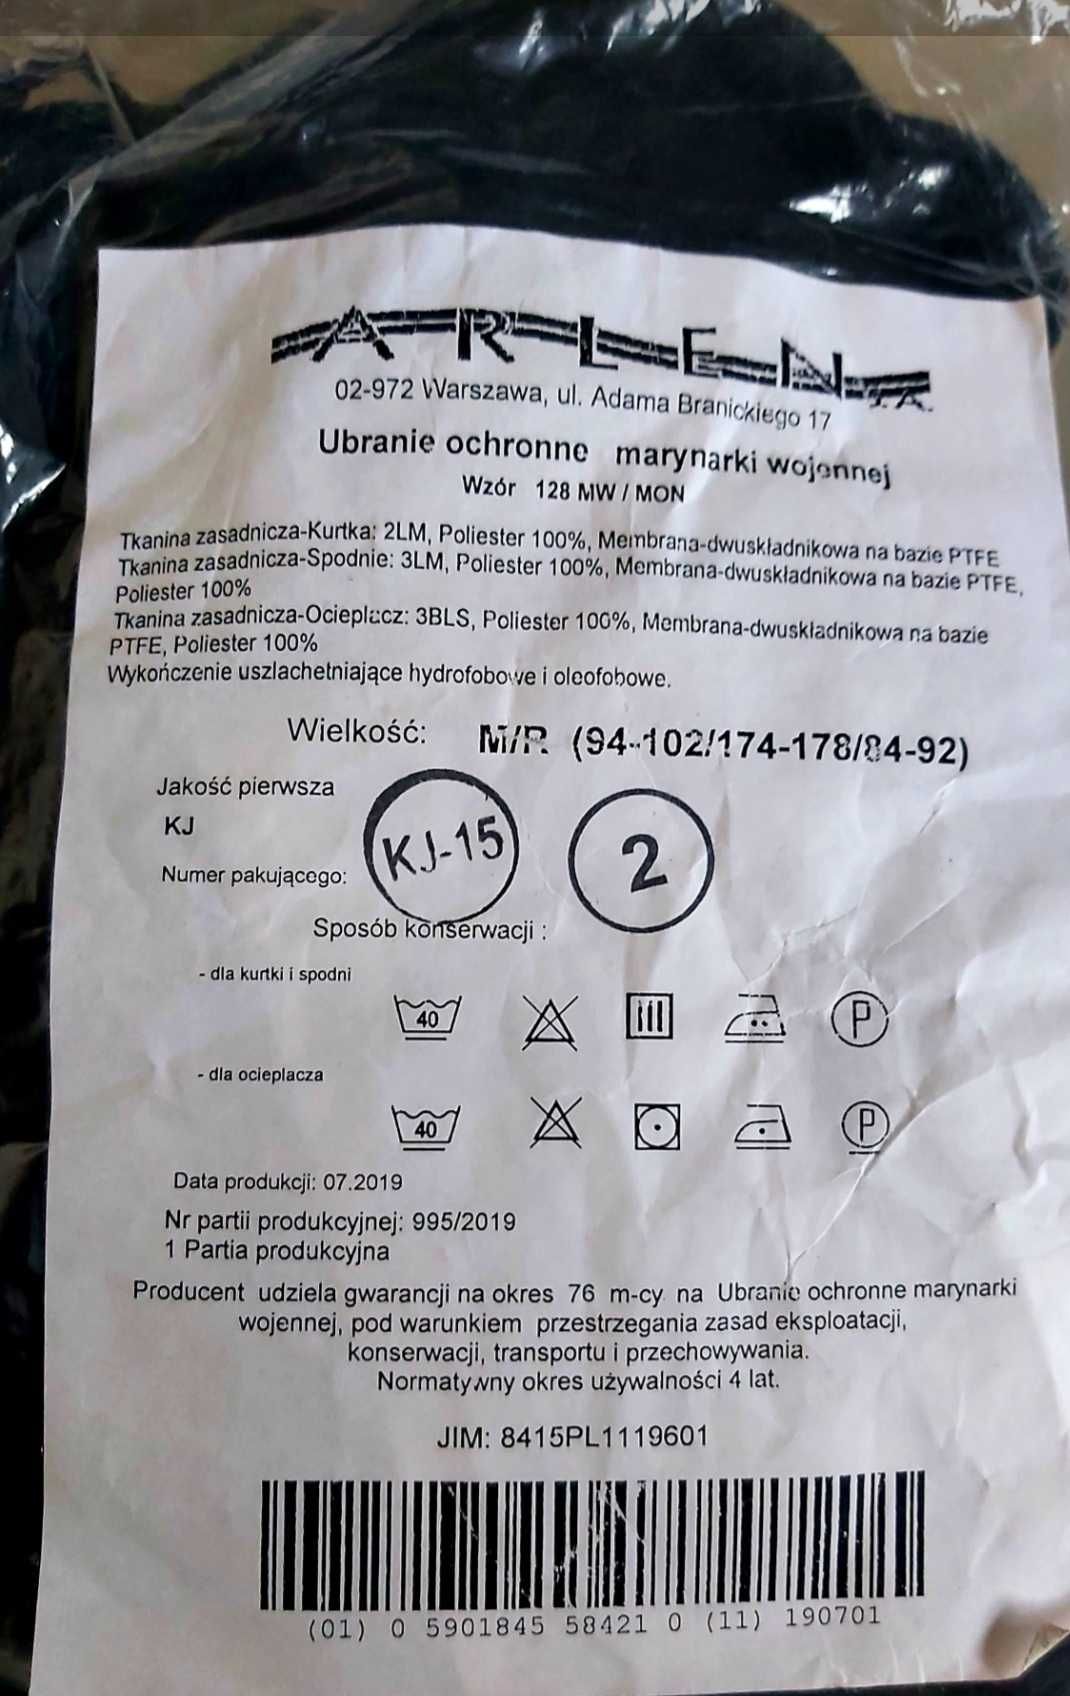 ARLEN S.A.
02-972 Warszawa, ul. Adama Branickiego 17
Ubranie ochronne marynarki wojennej
Wzór 128 MW / MON
Tkanina zasadnicza-Kurtka: 2LM, Poliester 100%, Membrana-dwuskładnikowa na bazie PTFE
Tkanina zasadnicza-Spodnie: 3LM, Poliester 100%, Membrana-dwuskładnikowa na bazie PTFE,
Poliester 100%
Tkanina zasadnicza-Ocieplacz: 3BLS, Poliester 100%, Membrana-dwuskładnikowa na bazie
PTFE, Poliester 100%
Wykończenie uszlachetniające hydrofobowe i oleofobowe.
Wielkość: M/R (94-102/174-178/84-92)
Jakość pierwsza
KJ
KJ-15 2
Numer pakującego:
Sposób konserwacji :
- dla kurtki i spodni
40 P
- dla ocieplacza
40 P
Data produkcji: 07.2019
Nr partii produkcyjnej: 995/2019
1 Partia produkcyjna
Producent udziela gwarancji na okres 76 m-cy na Ubranie ochronne marynarki
wojennej, pod warunkiem przestrzegania zasad eksploatacji,
konserwacji, transportu i przechowywania.
Normatywny okres używalności 4 lat.
JIM: 8415PL1119601
(01) 0 5901845 58421 0 (11) 190701